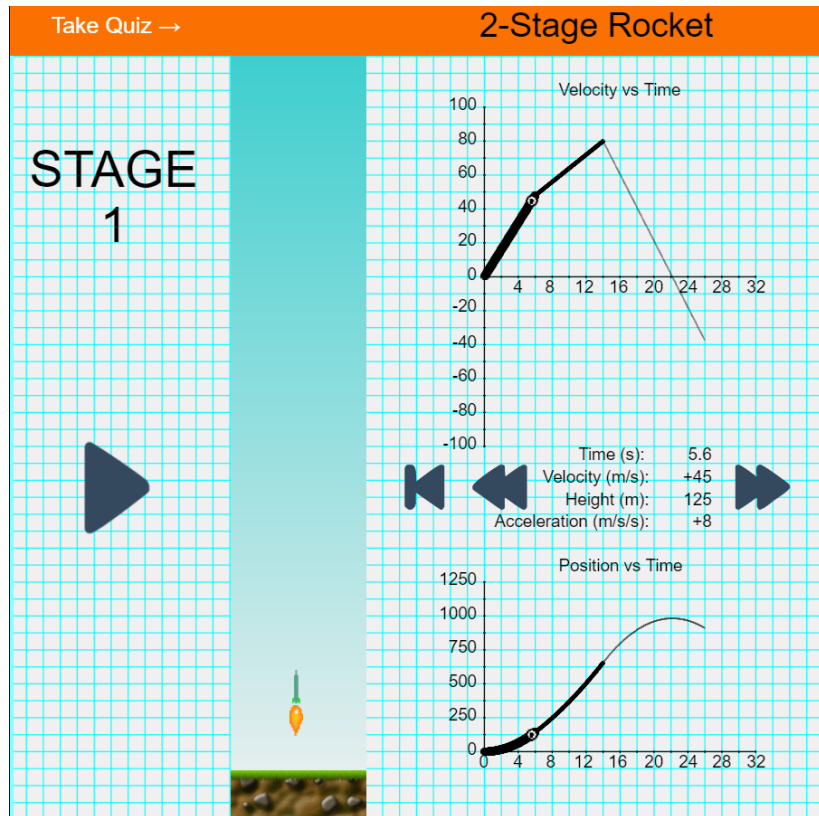 Take Quiz →
2-Stage Rocket
STAGE
1
Velocity vs Time
100
80
60
40
20
0
-20
-40
-60
-80
-100
4 8 12 16 20 24 28 32
Time (s): 5.6
Velocity (m/s): +45
Height (m): 125
Acceleration (m/s/s): +8
Position vs Time
1250
1000
750
500
250
0
0 4 8 12 16 20 24 28 32